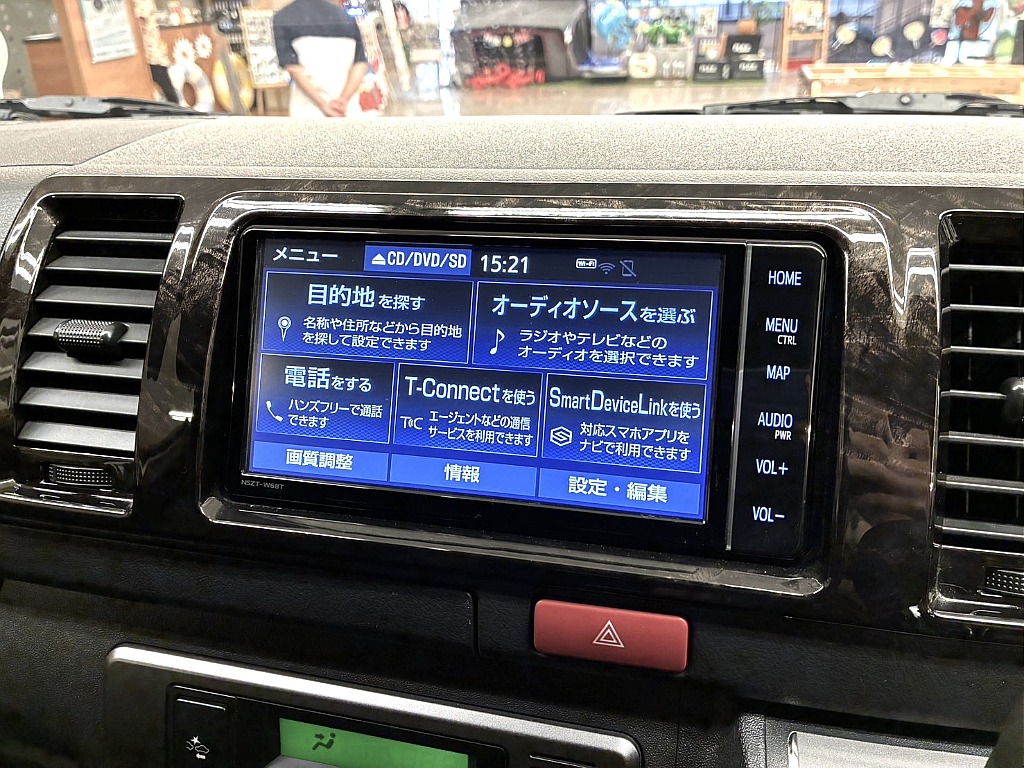 メニュー ⏏CD/DVD/SD 15:21 Wi-Fi
目的地を探す
名称や住所などから目的地
を探して設定できます
オーディオソースを選ぶ
ラジオやテレビなどの
オーディオを選択できます
電話をする
ハンズフリーで通話
できます
T-Connectを使う
エージェントなどの通信
サービスを利用できます
SmartDeviceLinkを使う
対応スマホアプリを
ナビで利用できます
画質調整 情報 設定・編集
NSZT-W68T
HOME
MENU
CTRL
MAP
AUDIO
PWR
VOL+
VOL−